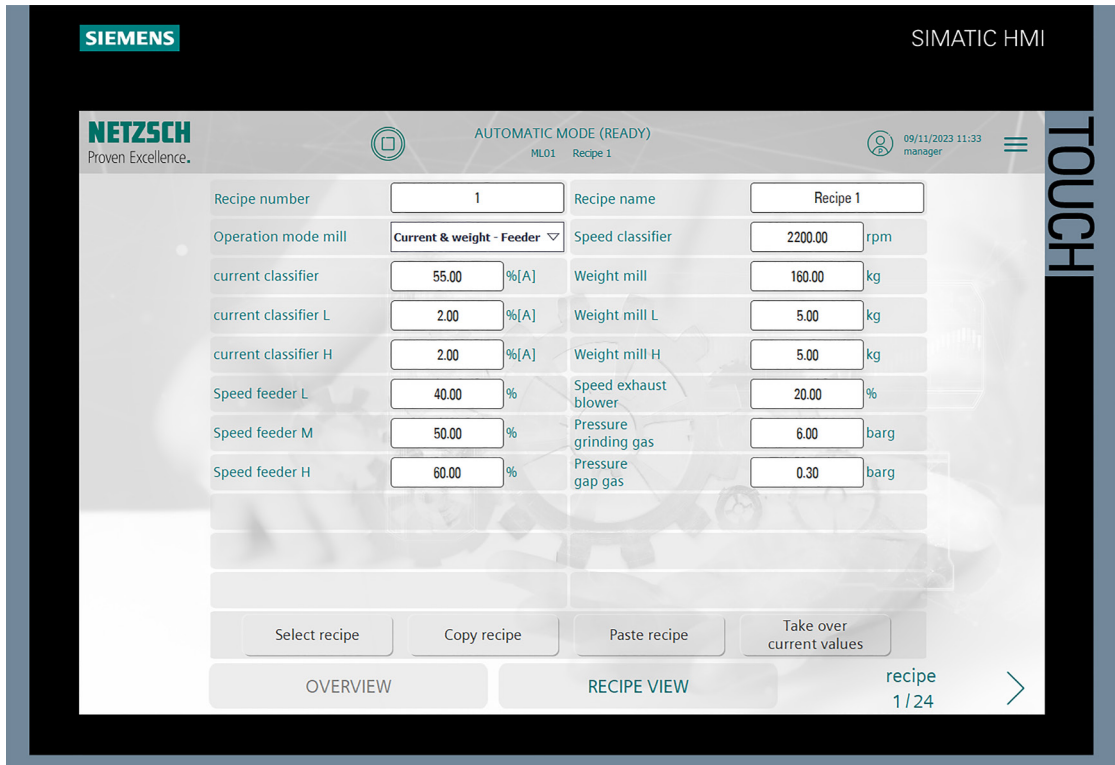 SIEMENS
SIMATIC HMI
TOUCH
NETZSCH
Proven Excellence.
AUTOMATIC MODE (READY)
ML01 Recipe 1
P
09/11/2023 11:33
manager
Recipe number 1 Recipe name Recipe 1
Operation mode mill Current & weight - Feeder Speed classifier 2200.00 rpm
current classifier 55.00 %[A] Weight mill 160.00 kg
current classifier L 2.00 %[A] Weight mill L 5.00 kg
current classifier H 2.00 %[A] Weight mill H 5.00 kg
Speed feeder L 40.00 % Speed exhaust
blower 20.00 %
Speed feeder M 50.00 % Pressure
grinding gas 6.00 barg
Speed feeder H 60.00 % Pressure
gap gas 0.30 barg
Select recipe Copy recipe Paste recipe Take over
current values
OVERVIEW RECIPE VIEW recipe
1/24